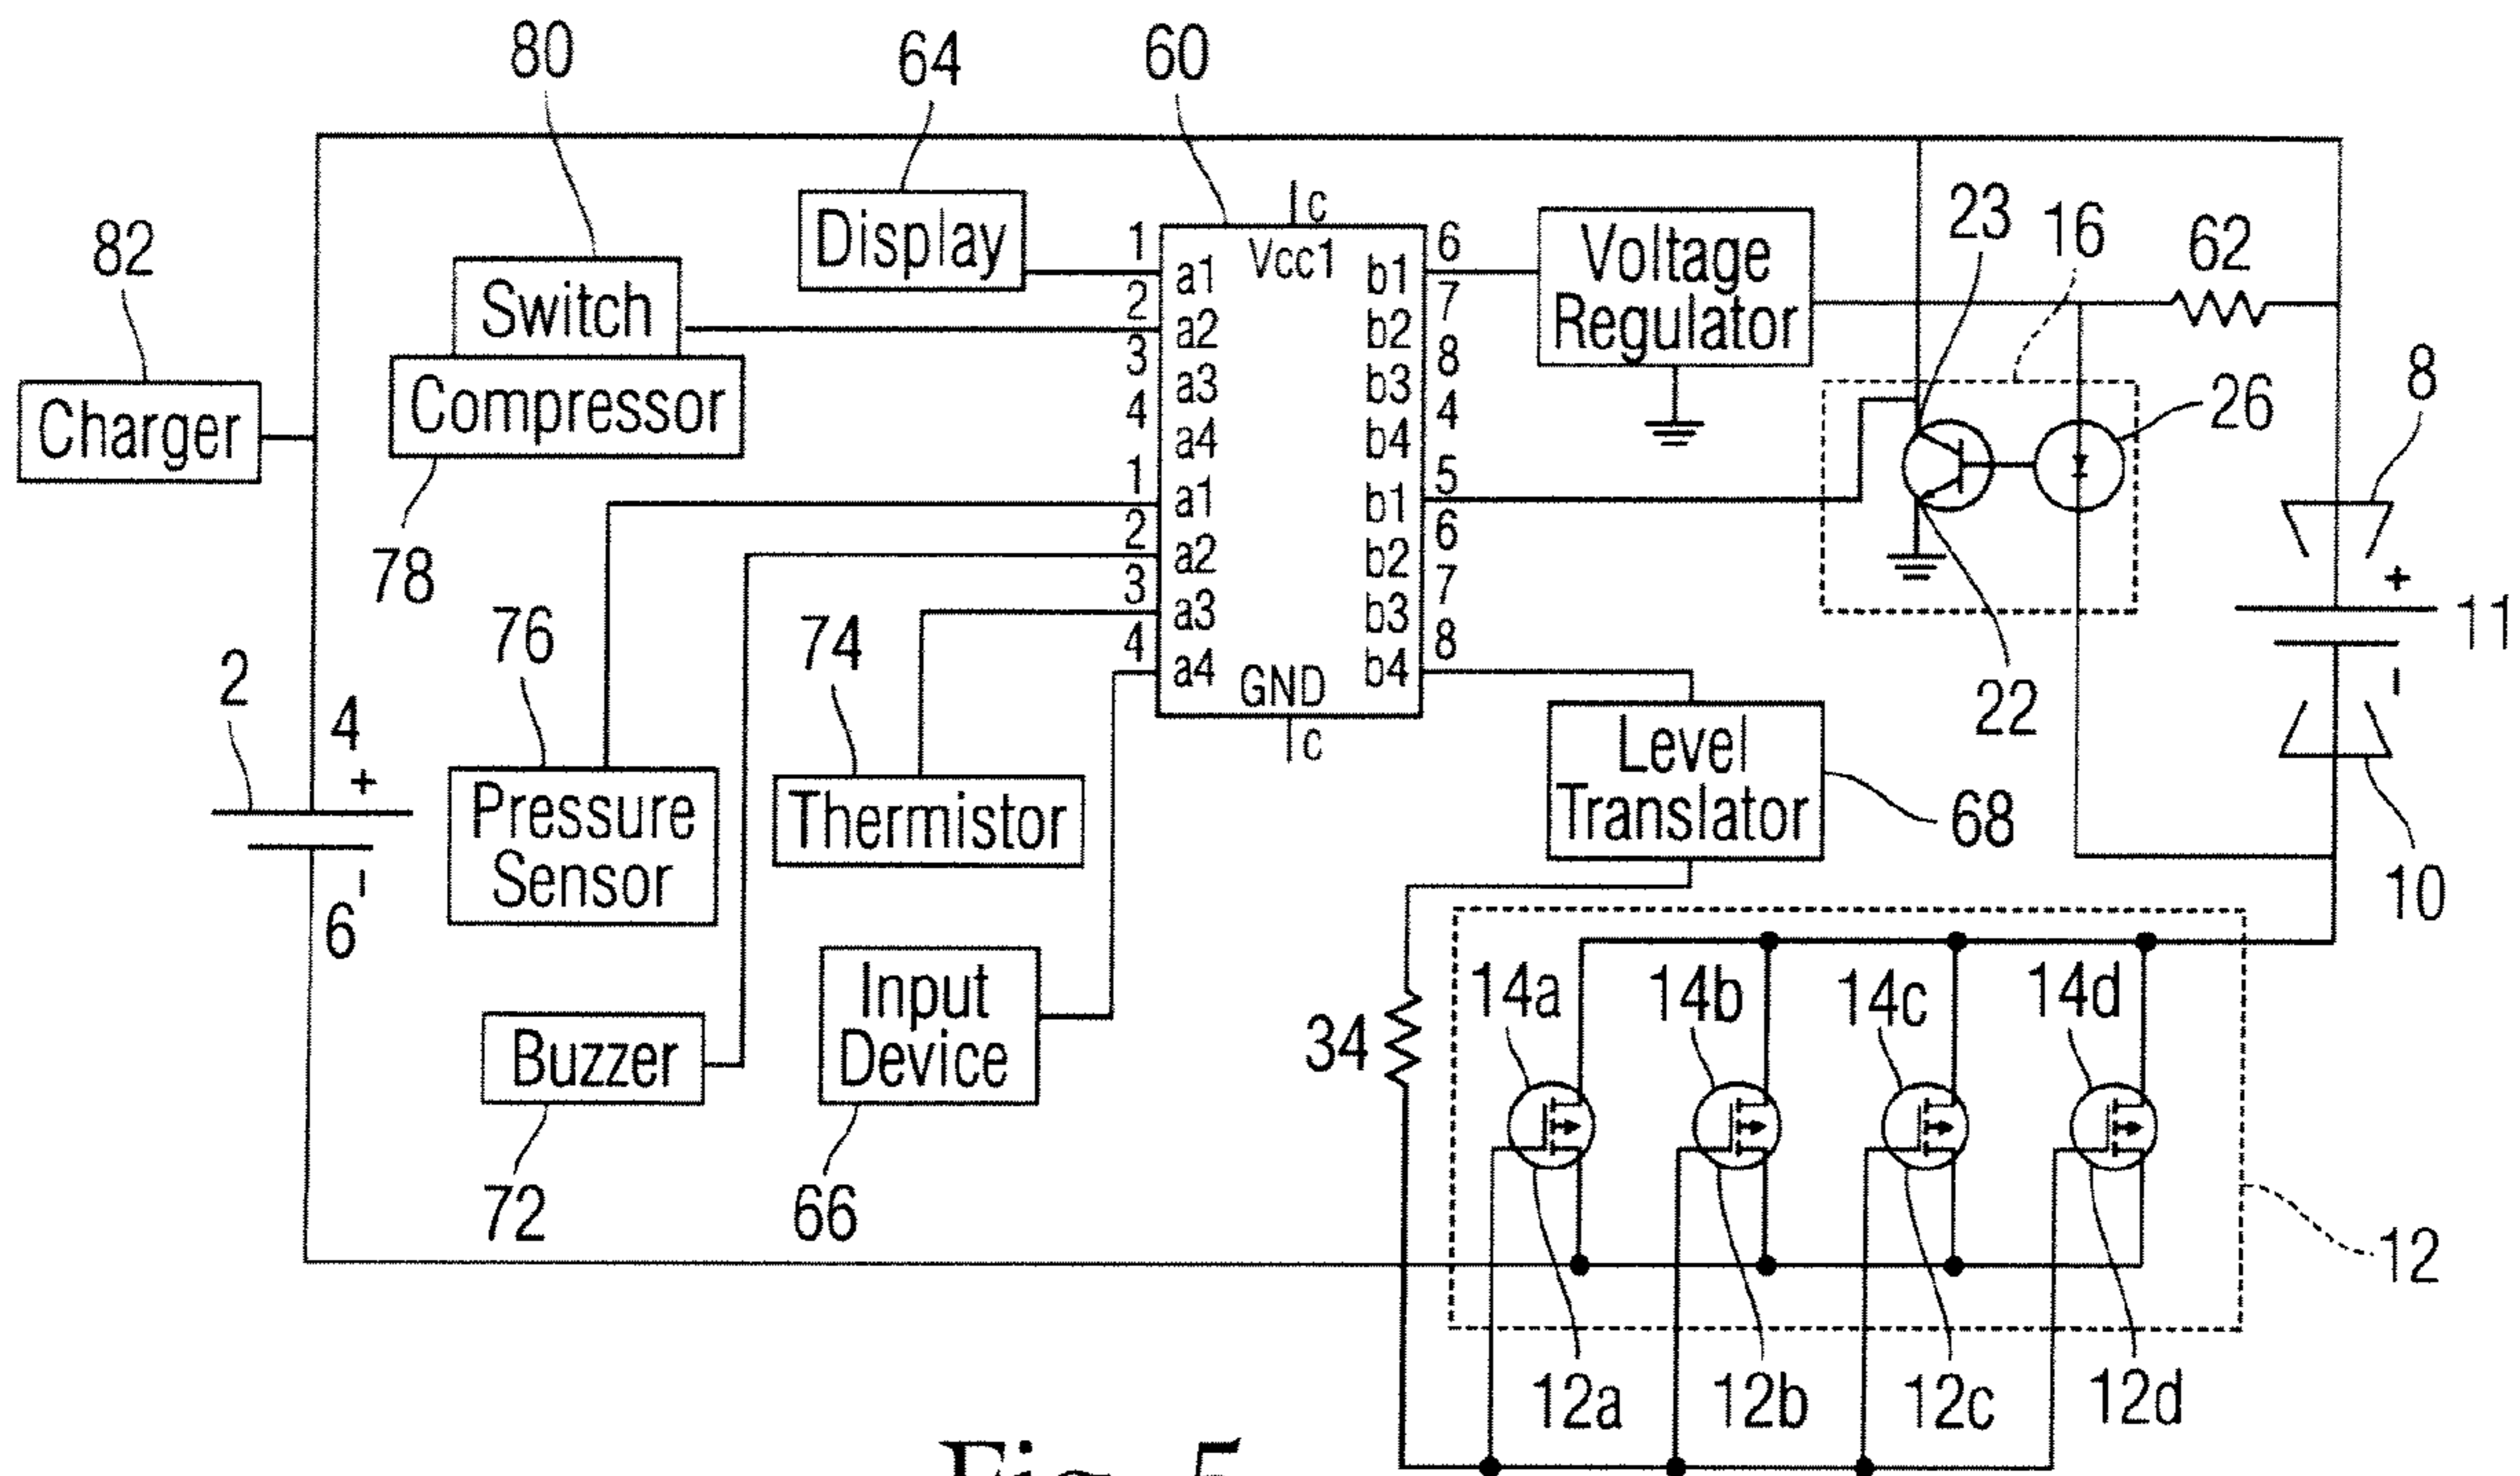 80
64
60
82
Display
Switch
Compressor
Charger
78
23
16
62
8
26
Voltage
Regulator
c
Vcc1
1 a1
2 a2
3 a3
4 a4
1 a1
2 a2
3 a3
4 a4
b1 6
b2 7
b3 8
b4 4
b1 5
b2 6
b3 7
b4 8
GND
c
22
+
11
-
10
2
4
+
-
6
76
Pressure
Sensor
74
Thermistor
Level
Translator
68
Buzzer
72
Input
Device
66
34
14a
14b
14c
14d
12
12a
12b
12c
12d
Fig. 5